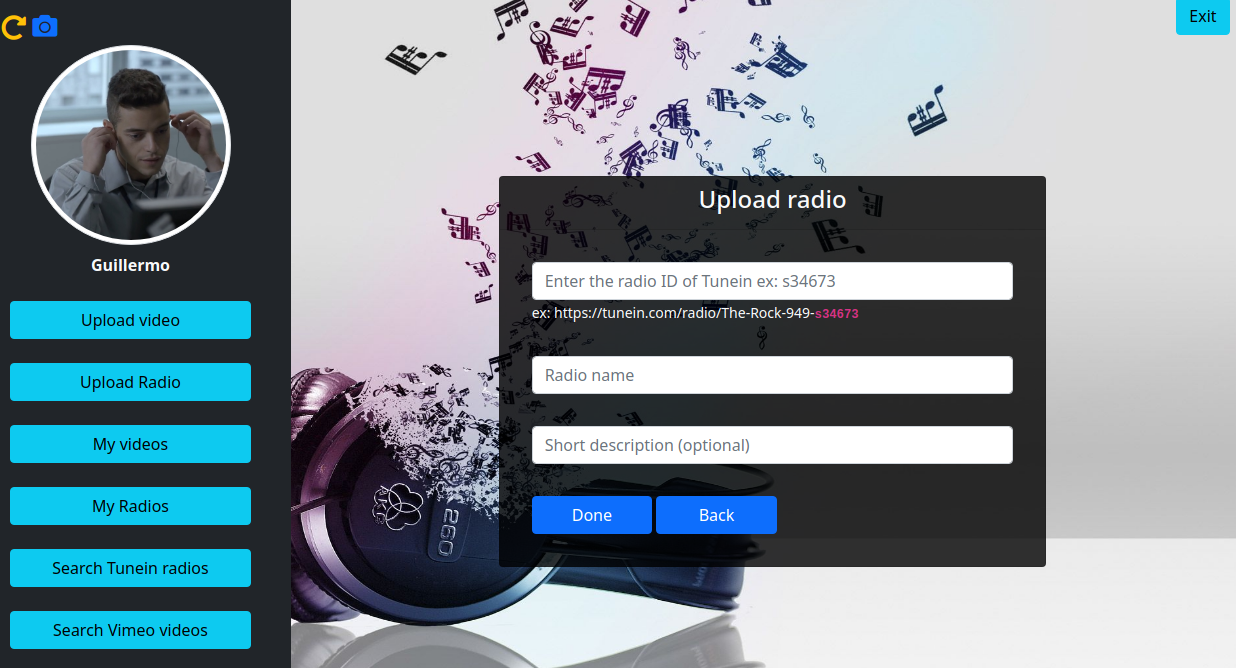 Exit
Guillermo
Upload video
Upload Radio
My videos
My Radios
Search Tunein radios
Search Vimeo videos
Upload radio
Enter the radio ID of Tunein ex: s34673
ex: https://tunein.com/radio/The-Rock-949-s34673
Radio name
Short description (optional)
Done
Back
260